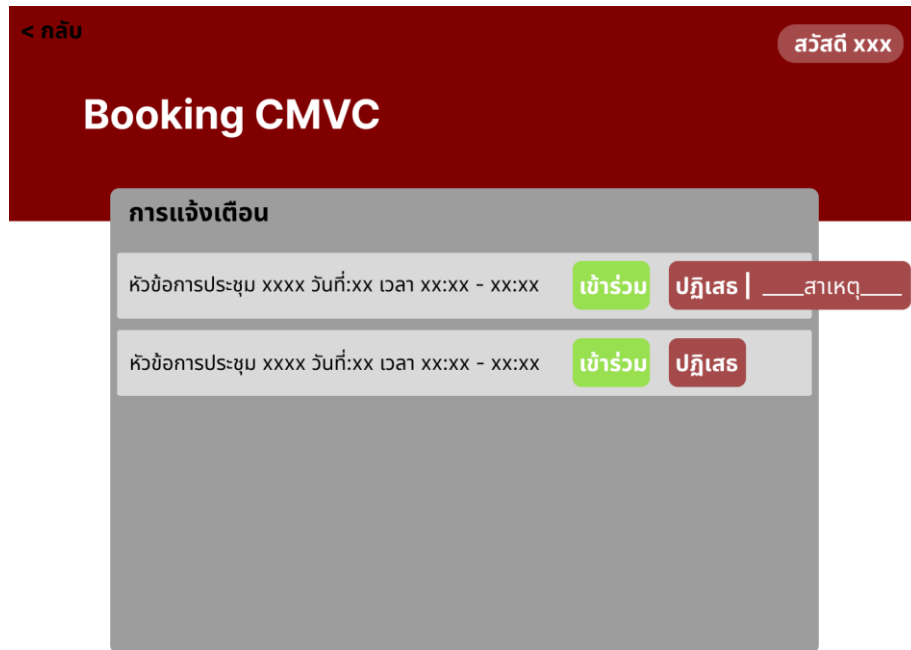 < กลับ
สวัสดี xxx
Booking CMVC
การแจ้งเตือน
หัวข้อการประชุม xxxx วันที่:xx เวลา xx:xx - xx:xx เข้าร่วม ปฏิเสธ | ____สาเหตุ____
หัวข้อการประชุม xxxx วันที่:xx เวลา xx:xx - xx:xx เข้าร่วม ปฏิเสธ